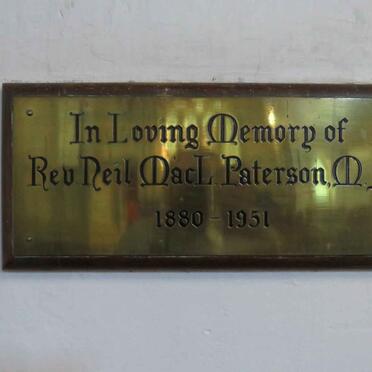 In Loving Memory of
Rev Neil MacL Paterson, M.
1880 - 1951